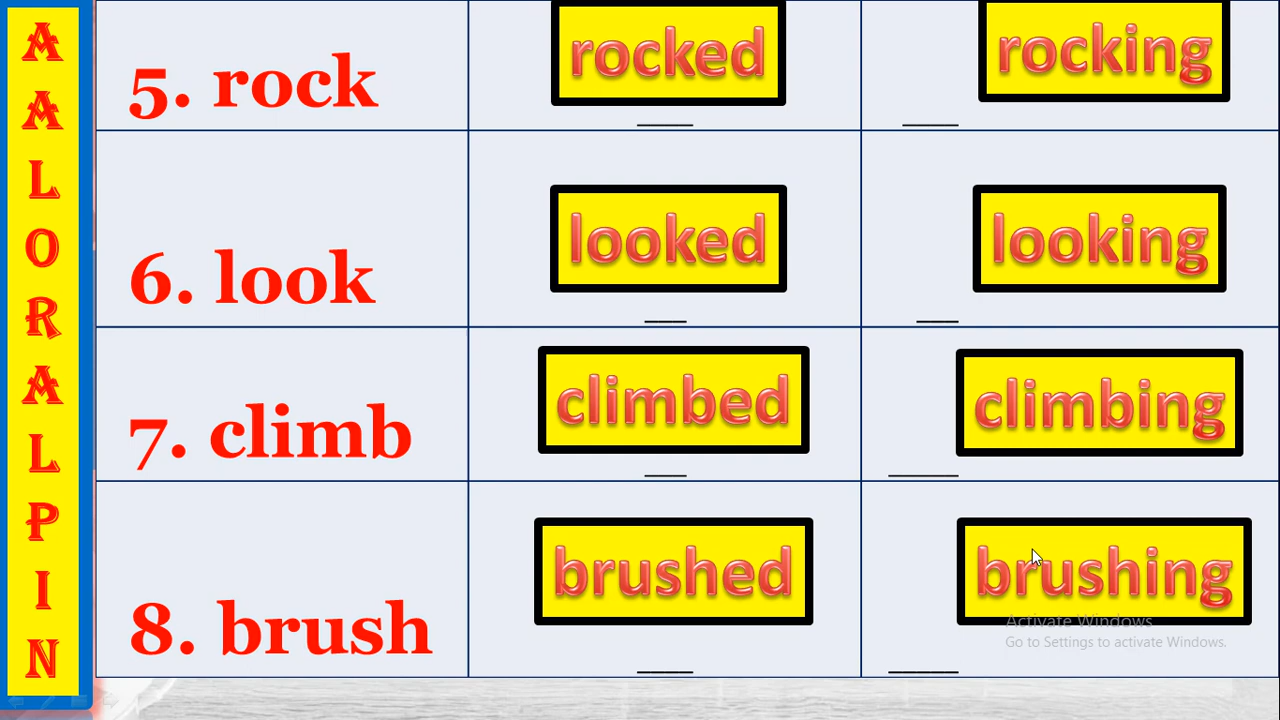 AALORALPIN
5. rock rocked rocking
6. look looked looking
7. climb climbed climbing
8. brush brushed brushing
Activate Windows
Go to Settings to activate Windows.